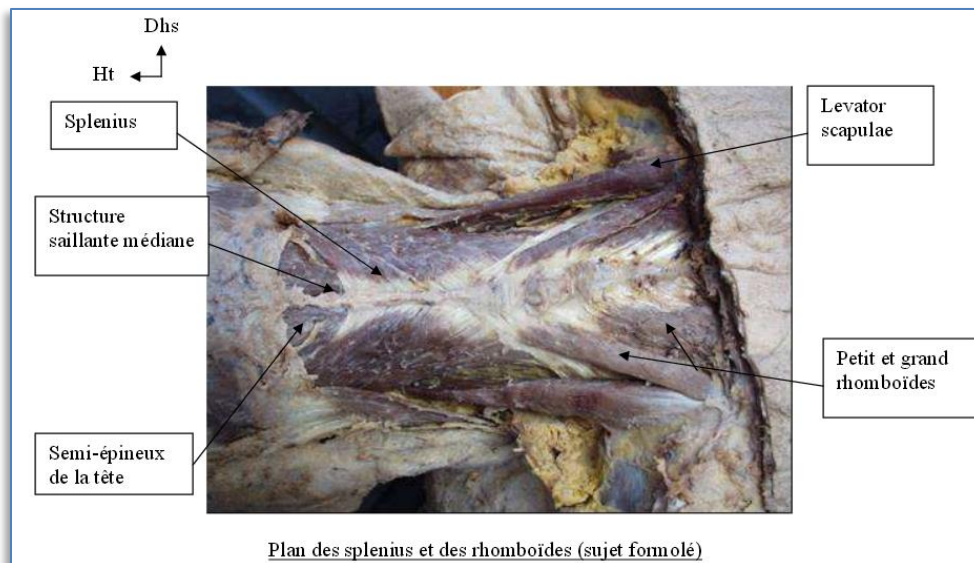 Dhs
Ht
Splenius
Levator
scapulae
Structure
saillante médiane
Petit et grand
rhomboïdes
Semi-épineux
de la tête
Plan des splenius et des rhomboïdes (sujet formolé)